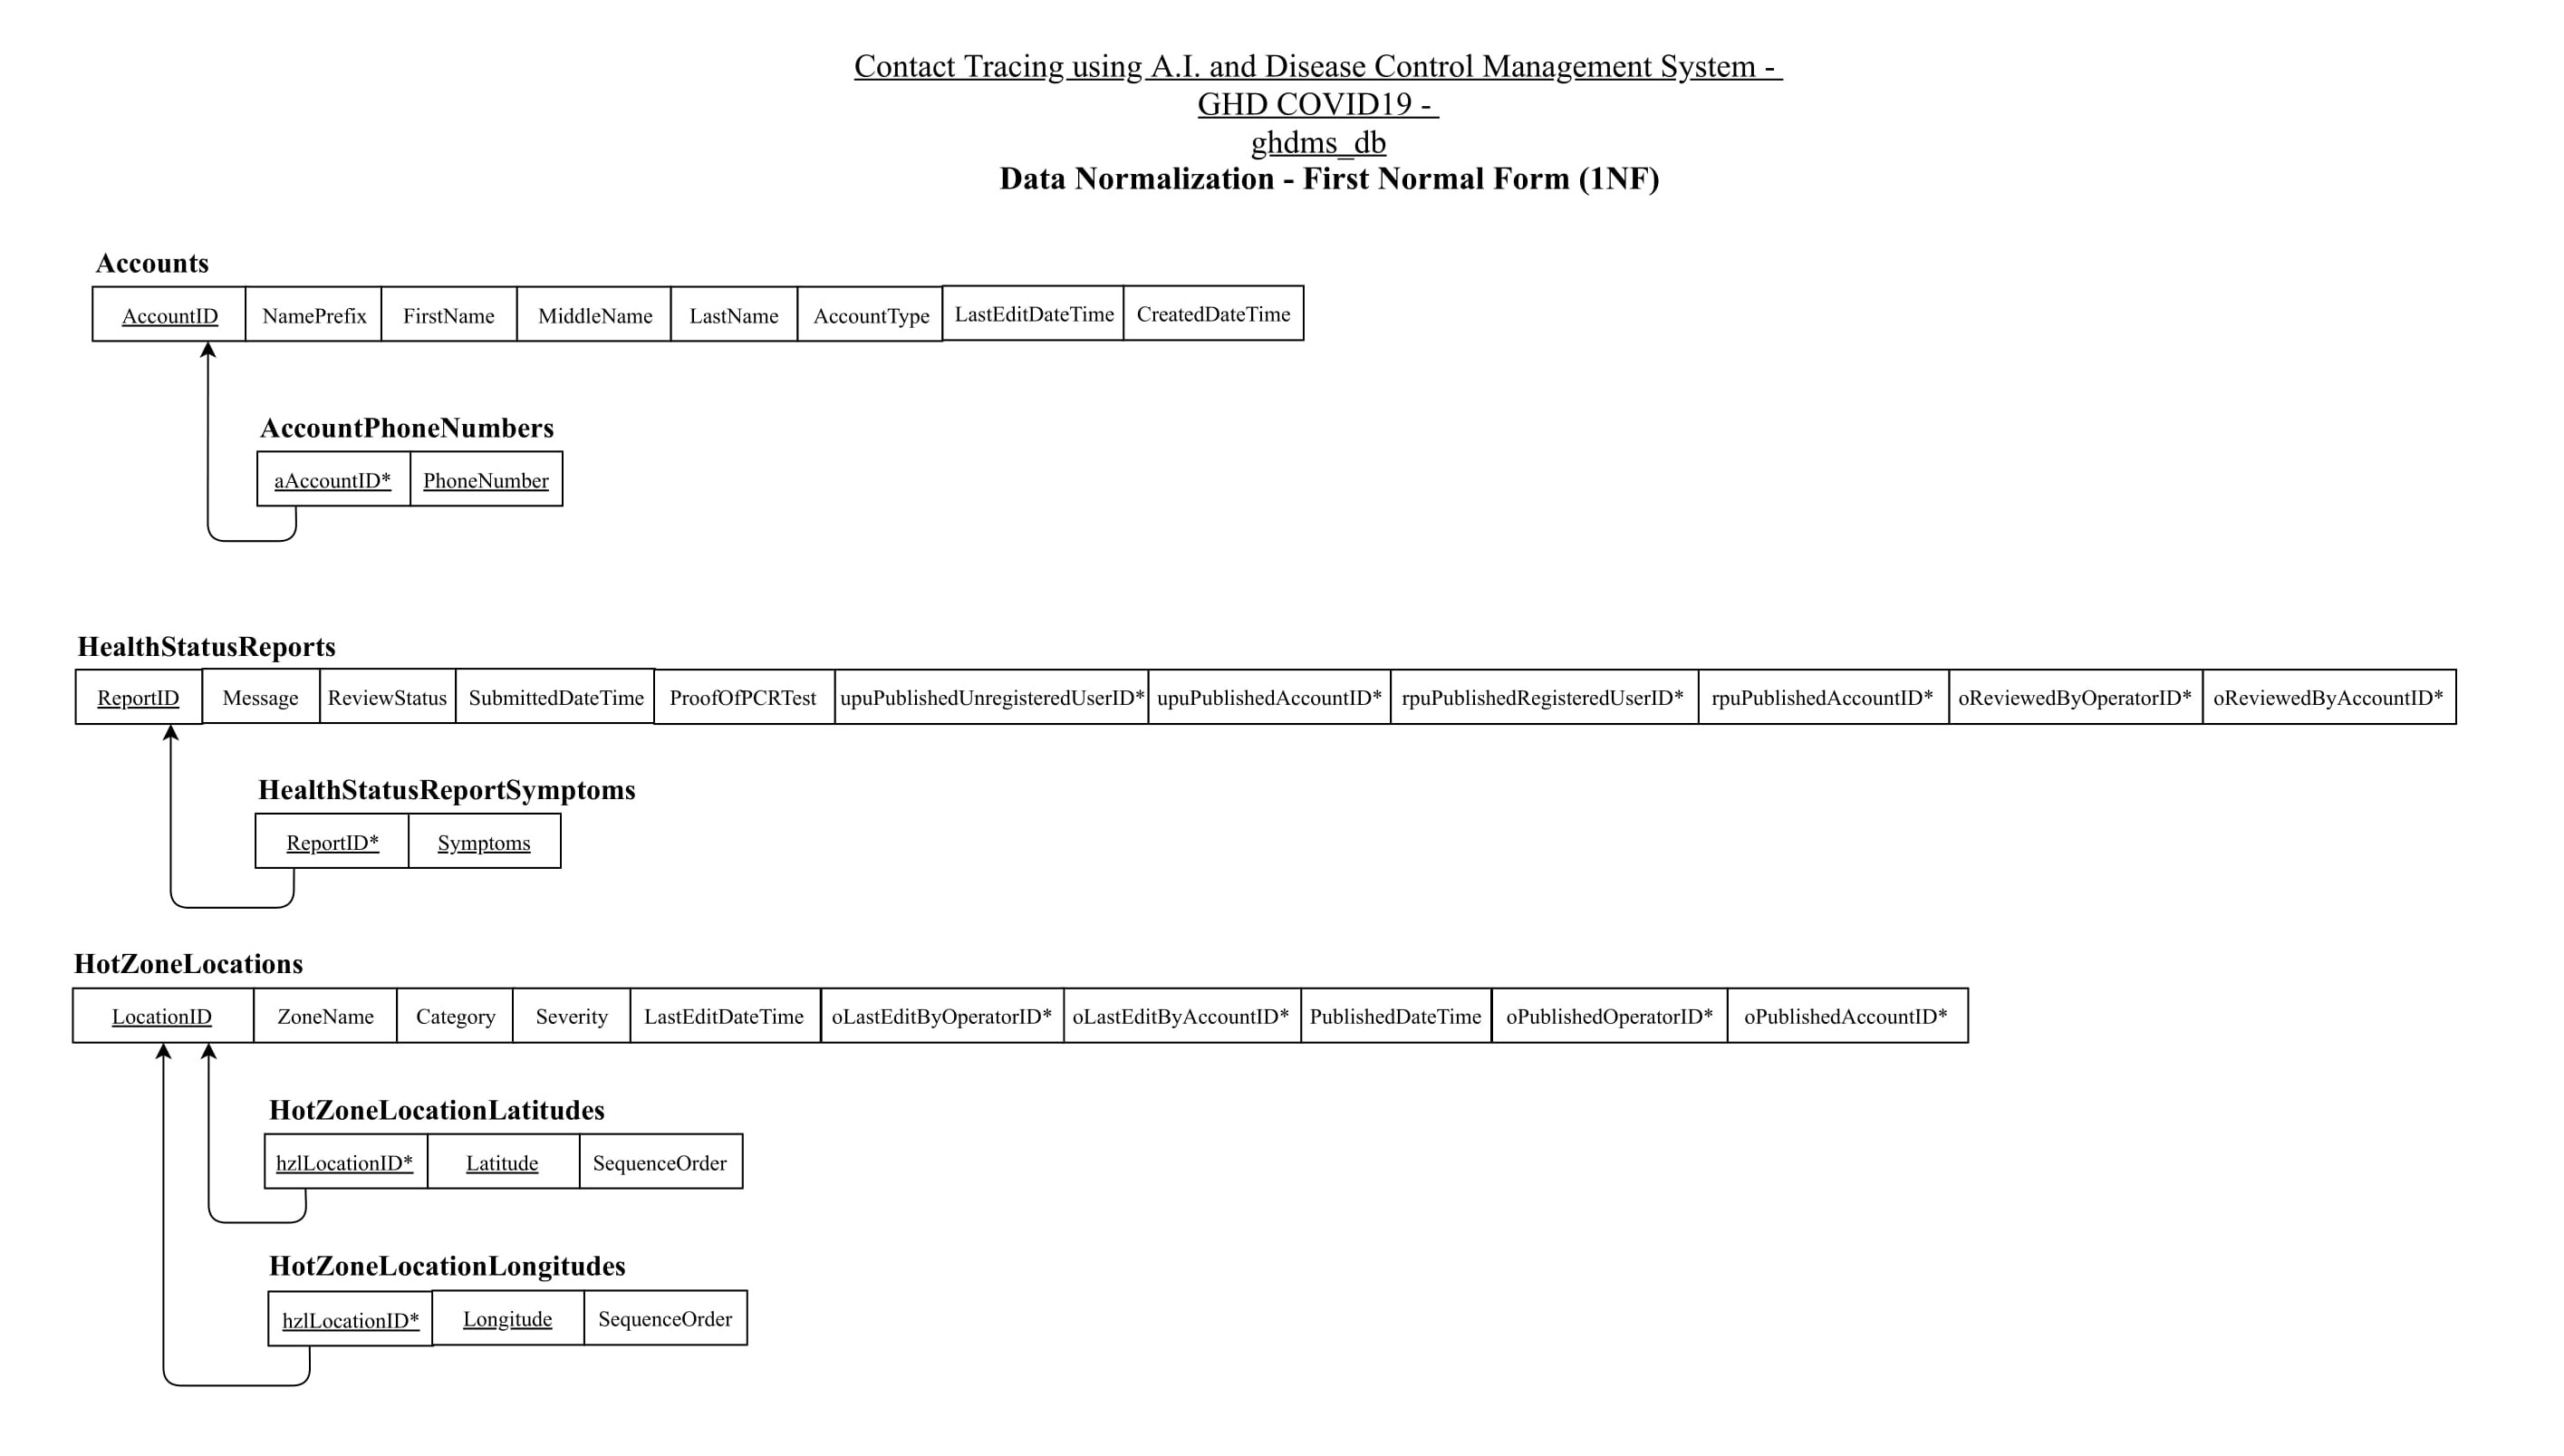 Contact Tracing using A.I. and Disease Control Management System -
GHD COVID19 -
ghdms_db
Data Normalization - First Normal Form (1NF)
Accounts
AccountID NamePrefix FirstName MiddleName LastName AccountType LastEditDateTime CreatedDateTime
AccountPhoneNumbers
aAccountID* PhoneNumber
HealthStatusReports
ReportID Message ReviewStatus SubmittedDateTime ProofOfPCRTest upuPublishedUnregisteredUserID* upuPublishedAccountID* rpuPublishedRegisteredUserID* rpuPublishedAccountID* oReviewedByOperatorID* oReviewedByAccountID*
HealthStatusReportSymptoms
ReportID* Symptoms
HotZoneLocations
LocationID ZoneName Category Severity LastEditDateTime oLastEditByOperatorID* oLastEditByAccountID* PublishedDateTime oPublishedOperatorID* oPublishedAccountID*
HotZoneLocationLatitudes
hzlLocationID* Latitude SequenceOrder
HotZoneLocationLongitudes
hzlLocationID* Longitude SequenceOrder